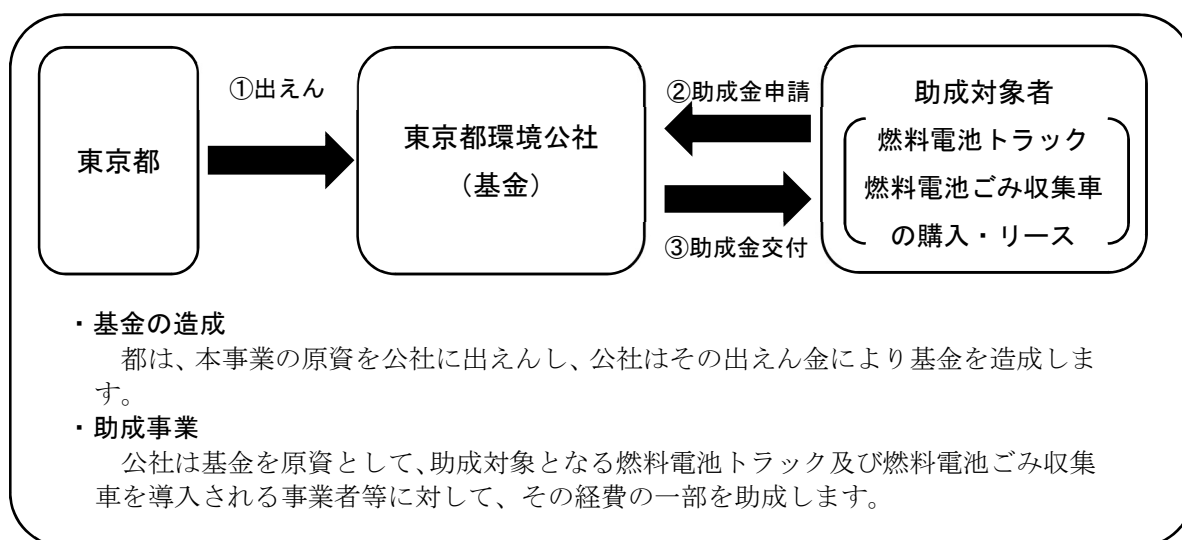 東京都
①出えん
東京都環境公社
（基金）
②助成金申請
③助成金交付
助成対象者
燃料電池トラック
燃料電池ごみ収集車
の購入・リース
・基金の造成
都は、本事業の原資を公社に出えんし、公社はその出えん金により基金を造成しま
す。
・助成事業
公社は基金を原資として、助成対象となる燃料電池トラック及び燃料電池ごみ収集
車を導入される事業者等に対して、その経費の一部を助成します。